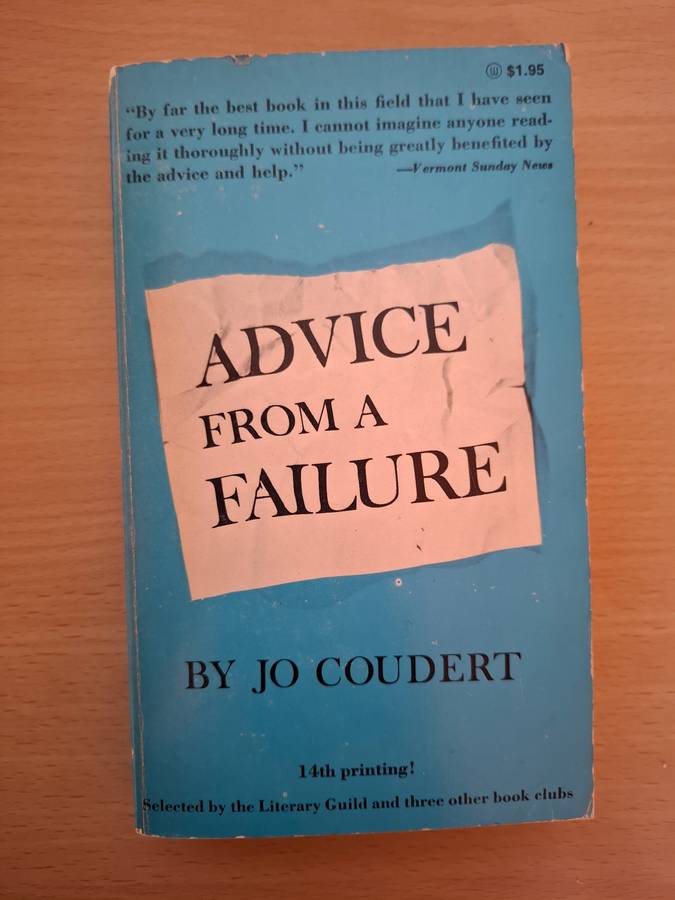 $1.95
“By far the best book in this field that I have seen
for a very long time. I cannot imagine anyone read-
ing it thoroughly without being greatly benefited by
the advice and help.” —Vermont Sunday News
ADVICE
FROM A
FAILURE
BY JO COUDERT
14th printing!
Selected by the Literary Guild and three other book clubs